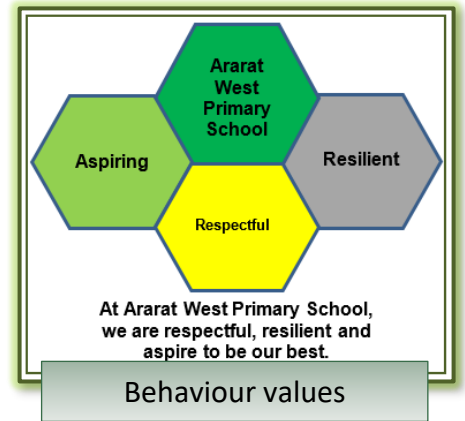 Ararat
West
Primary
School
Aspiring
Resilient
Respectful
At Ararat West Primary School,
we are respectful, resilient and
aspire to be our best.
Behaviour values